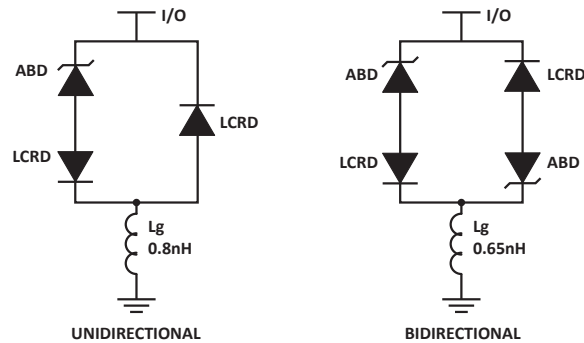 I/O
ABD
LCRD
LCRD
Lg
0.8nH
UNIDIRECTIONAL
I/O
ABD
LCRD
LCRD
ABD
Lg
0.65nH
BIDIRECTIONAL